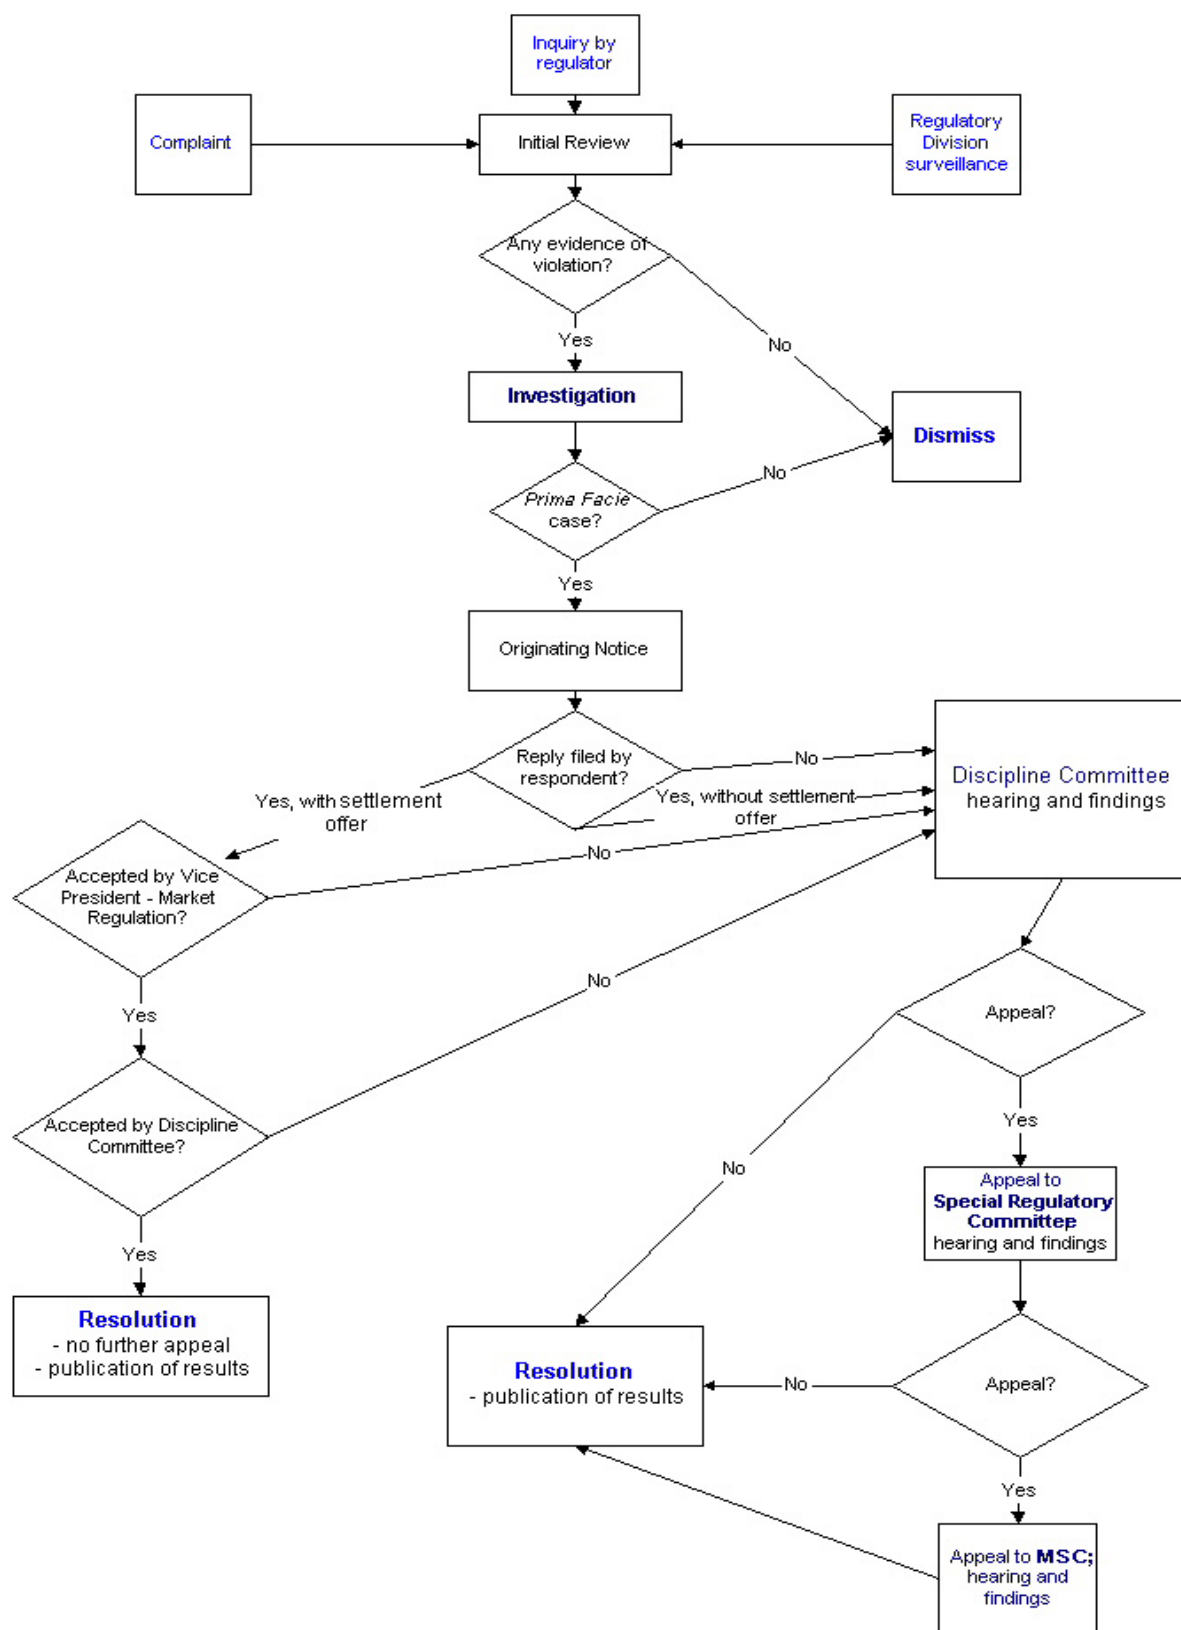 Inquiry by
regulator
Complaint
Initial Review
Regulatory
Division
surveillance
Any evidence of
violation?
Yes
No
Investigation
Dismiss
No
Prima Facie
case?
Yes
Originating Notice
Reply filed by
respondent?
No
Discipline Committee
hearing and findings
Yes, with settlement
offer
Yes, without settlement
offer
Accepted by Vice
President - Market
Regulation?
No
Yes
No
Appeal?
Accepted by Discipline
Committee?
Yes
No
Appeal to
Special Regulatory
Committee;
hearing and findings
Yes
Resolution
- no further appeal
- publication of results
Resolution
- publication of results
No
Appeal?
Yes
Appeal to MSC;
hearing and
findings